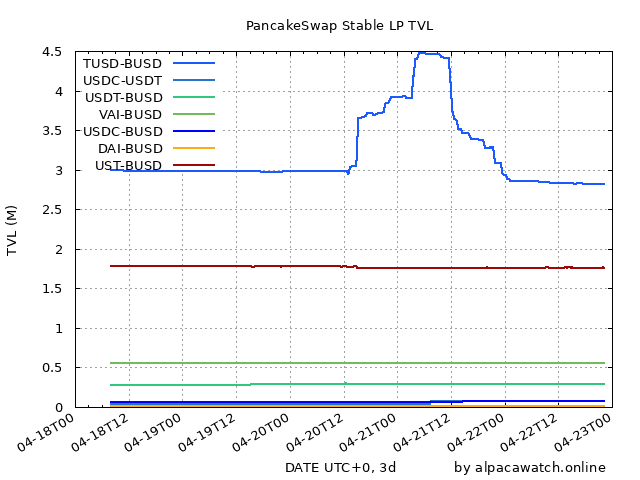 PancakeSwap Stable LP TVL
TVL (M)
4.5
4
3.5
3
2.5
2
1.5
1
0.5
0
TUSD-BUSD
USDC-USDT
USDT-BUSD
VAI-BUSD
USDC-BUSD
DAI-BUSD
UST-BUSD
04-18T00
04-18T12
04-19T00
04-19T12
04-20T00
04-20T12
04-21T00
04-21T12
04-22T00
04-22T12
04-23T00
DATE UTC+0, 3d
by alpacawatch.online